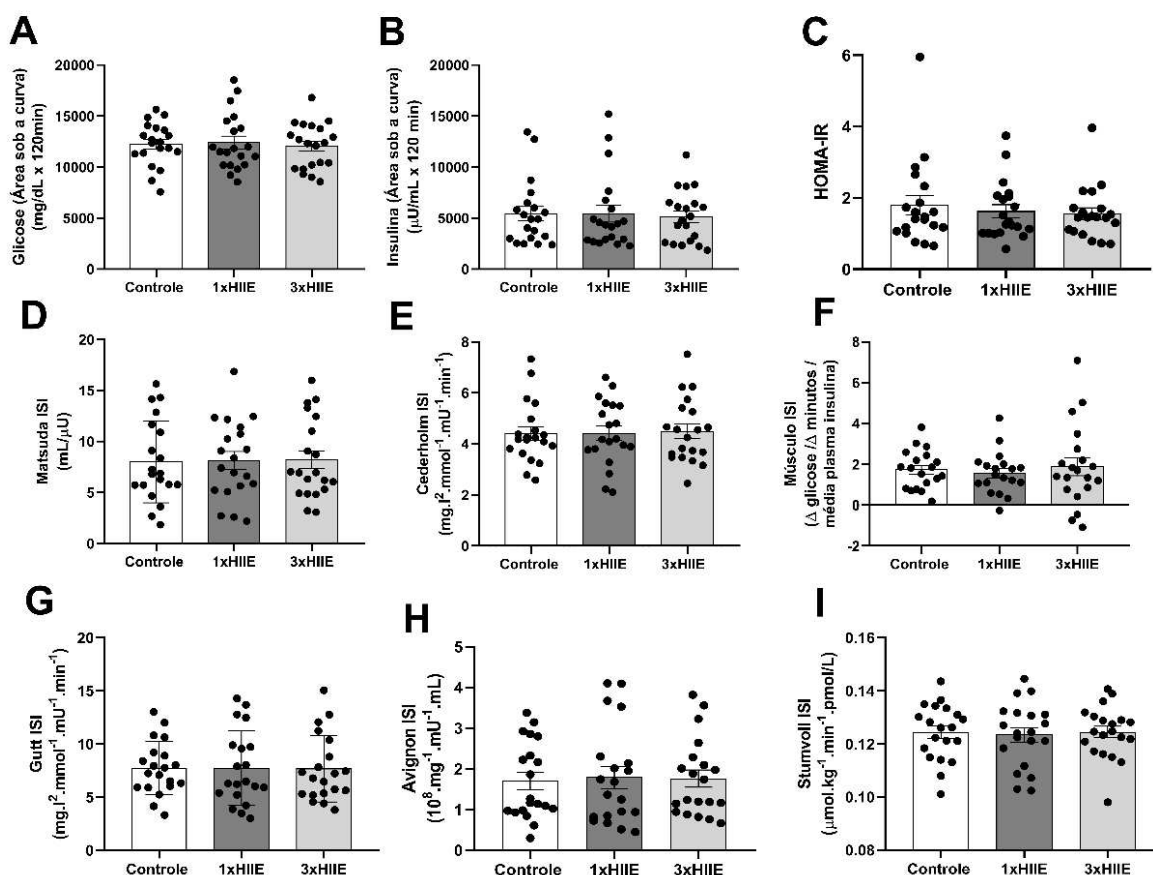 A
Glicose (Área sob a curva)
(mg/dL x 120min)
20000
15000
10000
5000
0
Controle 1xHIIE 3xHIIE
B
Insulina (Área sob a curva)
(μU/mL x 120 min)
20000
15000
10000
5000
0
Controle 1xHIIE 3xHIIE
C
HOMA-IR
6
4
2
0
Controle 1xHIIE 3xHIIE
D
Matsuda ISI
(mL/μU)
20
15
10
5
0
Controle 1xHIIE 3xHIIE
E
Cederholm ISI
(mg.l².mmol⁻¹.mU⁻¹.min⁻¹)
8
6
4
2
0
Controle 1xHIIE 3xHIIE
F
Músculo ISI
(Δ glicose /Δ minutos /
média plasma insulina)
8
6
4
2
0
-2
Controle 1xHIIE 3xHIIE
G
Gutt ISI
(mg.l².mmol⁻¹.mU⁻¹.min⁻¹)
20
15
10
5
0
Controle 1xHIIE 3xHIIE
H
Avignon ISI
(10⁸.mg⁻¹.mU⁻¹.mL)
5
4
3
2
1
0
Controle 1xHIIE 3xHIIE
I
Stumvoll ISI
(μmol.kg⁻¹.min⁻¹.pmol/L)
0.16
0.14
0.12
0.10
0.08
Controle 1xHIIE 3xHIIE